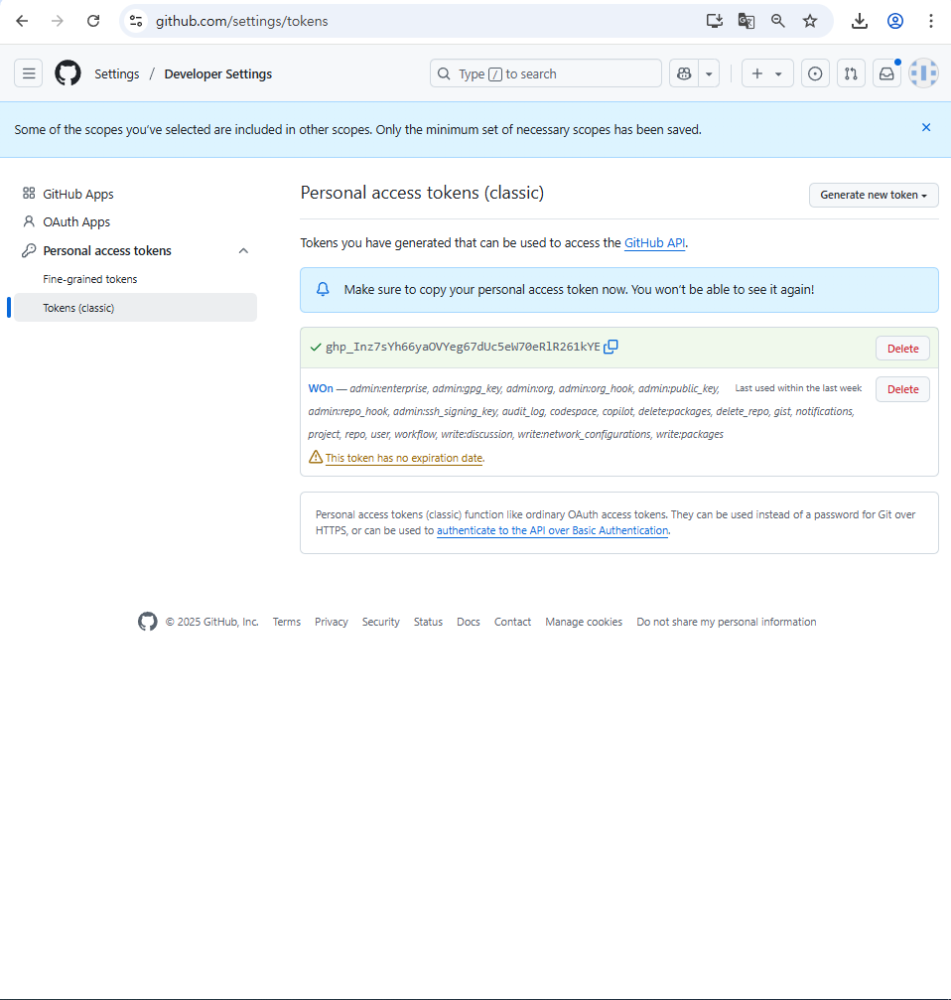 github.com/settings/tokens
Settings / Developer Settings
Type / to search
Some of the scopes you've selected are included in other scopes. Only the minimum set of necessary scopes has been saved.
GitHub Apps
OAuth Apps
Personal access tokens
Fine-grained tokens
Tokens (classic)
Personal access tokens (classic)
Generate new token
Tokens you have generated that can be used to access the GitHub API.
Make sure to copy your personal access token now. You won't be able to see it again!
ghp_[token redacted: live credential with full access]
Delete
WOn — admin:enterprise, admin:gpg_key, admin:org, admin:org_hook, admin:public_key,
Last used within the last week
Delete
admin:repo_hook, admin:ssh_signing_key, audit_log, codespace, copilot, delete:packages, delete_repo, gist, notifications,
project, repo, user, workflow, write:discussion, write:network_configurations, write:packages
This token has no expiration date.
Personal access tokens (classic) function like ordinary OAuth access tokens. They can be used instead of a password for Git over
HTTPS, or can be used to authenticate to the API over Basic Authentication.
© 2025 GitHub, Inc. Terms Privacy Security Status Docs Contact Manage cookies Do not share my personal information